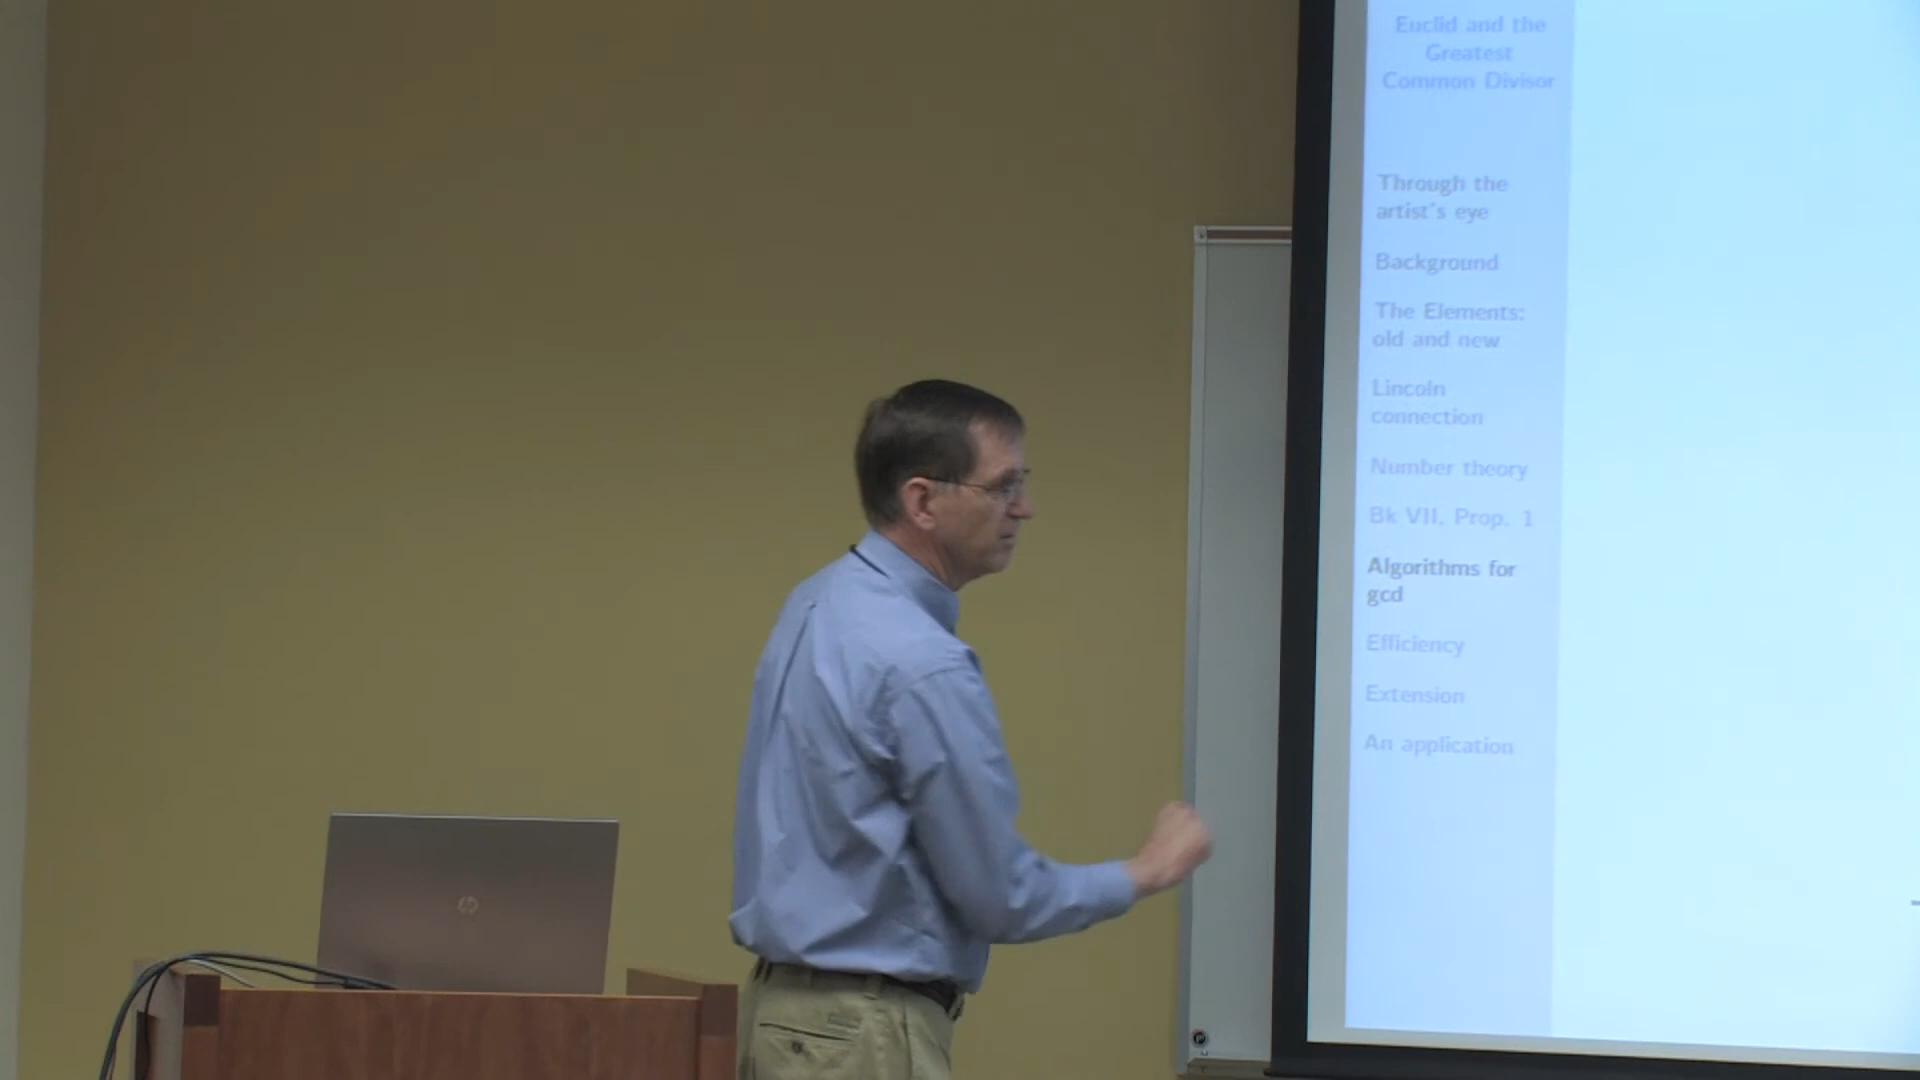 Euclid and the
Greatest
Common Divisor
Through the
artist's eye
Background
The Elements:
old and new
Lincoln
connection
Number theory
Bk VII, Prop. 1
Algorithms for
gcd
Efficiency
Extension
An application
hp